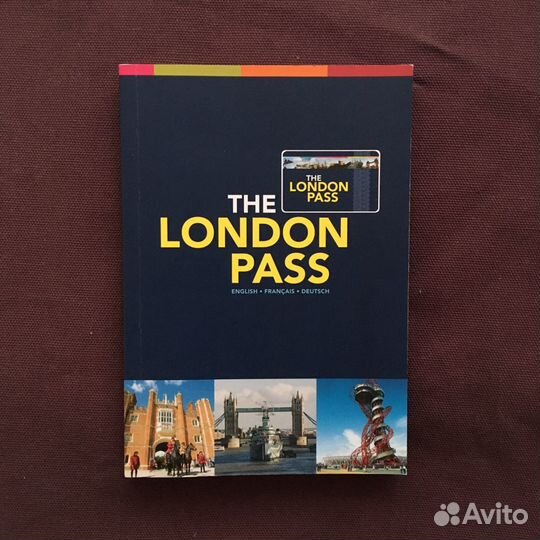 THE
LONDON
PASS
THE
LONDON
PASS
ENGLISH • FRANÇAIS • DEUTSCH
Avito